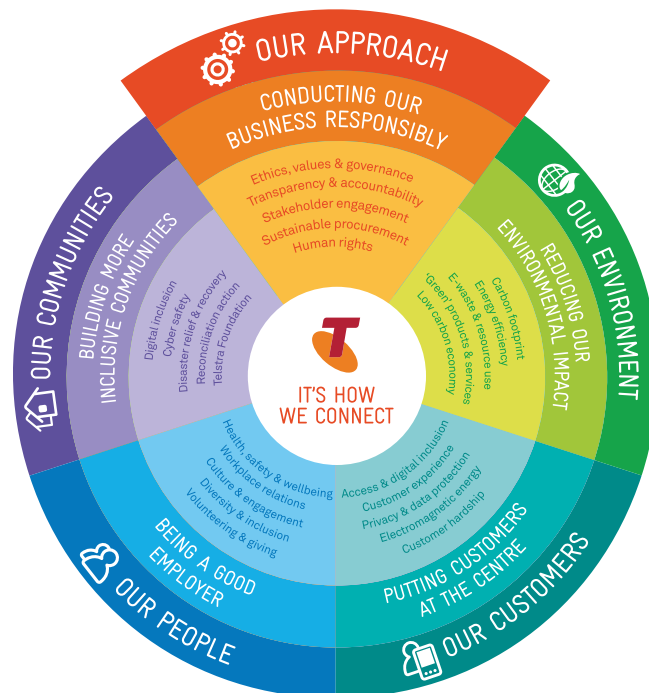 OUR APPROACH
CONDUCTING OUR
BUSINESS RESPONSIBLY
Ethics, values & governance
Transparency & accountability
Stakeholder engagement
Sustainable procurement
Human rights
OUR ENVIRONMENT
REDUCING OUR
ENVIRONMENTAL IMPACT
Carbon footprint
Energy efficiency
E-waste & resource use
'Green' products & services
Low carbon economy
OUR CUSTOMERS
PUTTING CUSTOMERS
AT THE CENTRE
Access & digital inclusion
Customer experience
Privacy & data protection
Electromagnetic energy
Customer hardship
OUR PEOPLE
BEING A GOOD
EMPLOYER
Health, safety & wellbeing
Workplace relations
Culture & engagement
Diversity & inclusion
Volunteering & giving
OUR COMMUNITIES
BUILDING MORE
INCLUSIVE COMMUNITIES
Digital inclusion
Cyber safety
Disaster relief & recovery
Reconciliation action
Telstra Foundation
T
IT'S HOW
WE CONNECT